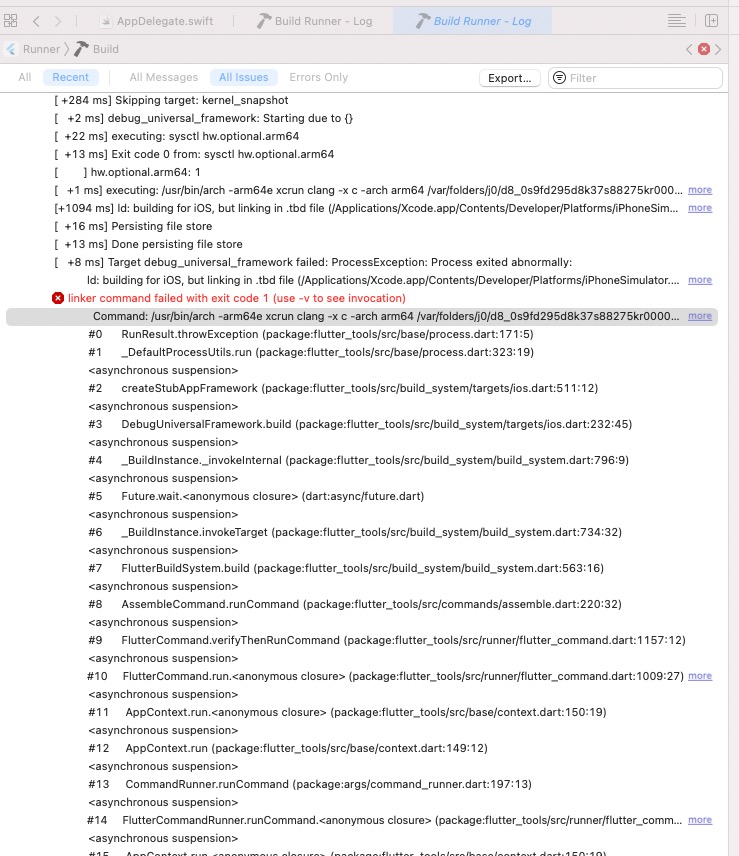 AppDelegate.swift
Build Runner - Log
Build Runner - Log
Runner
Build
All
Recent
All Messages
All Issues
Errors Only
Export...
Filter
[ +284 ms] Skipping target: kernel_snapshot
[ +2 ms] debug_universal_framework: Starting due to {}
[ +22 ms] executing: sysctl hw.optional.arm64
[ +13 ms] Exit code 0 from: sysctl hw.optional.arm64
[ ] hw.optional.arm64: 1
[ +1 ms] executing: /usr/bin/arch -arm64e xcrun clang -x c -arch arm64 /var/folders/j0/d8_0s9fd295d8k37s88275kr000... more
[+1094 ms] ld: building for iOS, but linking in .tbd file (/Applications/Xcode.app/Contents/Developer/Platforms/iPhoneSim... more
[ +16 ms] Persisting file store
[ +13 ms] Done persisting file store
[ +8 ms] Target debug_universal_framework failed: ProcessException: Process exited abnormally:
ld: building for iOS, but linking in .tbd file (/Applications/Xcode.app/Contents/Developer/Platforms/iPhoneSimulator.... more
linker command failed with exit code 1 (use -v to see invocation)
Command: /usr/bin/arch -arm64e xcrun clang -x c -arch arm64 /var/folders/j0/d8_0s9fd295d8k37s88275kr0000... more
#0 RunResult.throwException (package:flutter_tools/src/base/process.dart:171:5)
#1 _DefaultProcessUtils.run (package:flutter_tools/src/base/process.dart:323:19)
<asynchronous suspension>
#2 createStubAppFramework (package:flutter_tools/src/build_system/targets/ios.dart:511:12)
<asynchronous suspension>
#3 DebugUniversalFramework.build (package:flutter_tools/src/build_system/targets/ios.dart:232:45)
<asynchronous suspension>
#4 _BuildInstance._invokeInternal (package:flutter_tools/src/build_system/build_system.dart:796:9)
<asynchronous suspension>
#5 Future.wait.<anonymous closure> (dart:async/future.dart)
<asynchronous suspension>
#6 _BuildInstance.invokeTarget (package:flutter_tools/src/build_system/build_system.dart:734:32)
<asynchronous suspension>
#7 FlutterBuildSystem.build (package:flutter_tools/src/build_system/build_system.dart:563:16)
<asynchronous suspension>
#8 AssembleCommand.runCommand (package:flutter_tools/src/commands/assemble.dart:220:32)
<asynchronous suspension>
#9 FlutterCommand.verifyThenRunCommand (package:flutter_tools/src/runner/flutter_command.dart:1157:12)
<asynchronous suspension>
#10 FlutterCommand.run.<anonymous closure> (package:flutter_tools/src/runner/flutter_command.dart:1009:27) more
<asynchronous suspension>
#11 AppContext.run.<anonymous closure> (package:flutter_tools/src/base/context.dart:150:19)
<asynchronous suspension>
#12 AppContext.run (package:flutter_tools/src/base/context.dart:149:12)
<asynchronous suspension>
#13 CommandRunner.runCommand (package:args/command_runner.dart:197:13)
<asynchronous suspension>
#14 FlutterCommandRunner.runCommand.<anonymous closure> (package:flutter_tools/src/runner/flutter_comm... more
<asynchronous suspension>
#15 AppContext.run.<anonymous closure> (package:flutter_tools/src/base/context.dart:150:19)